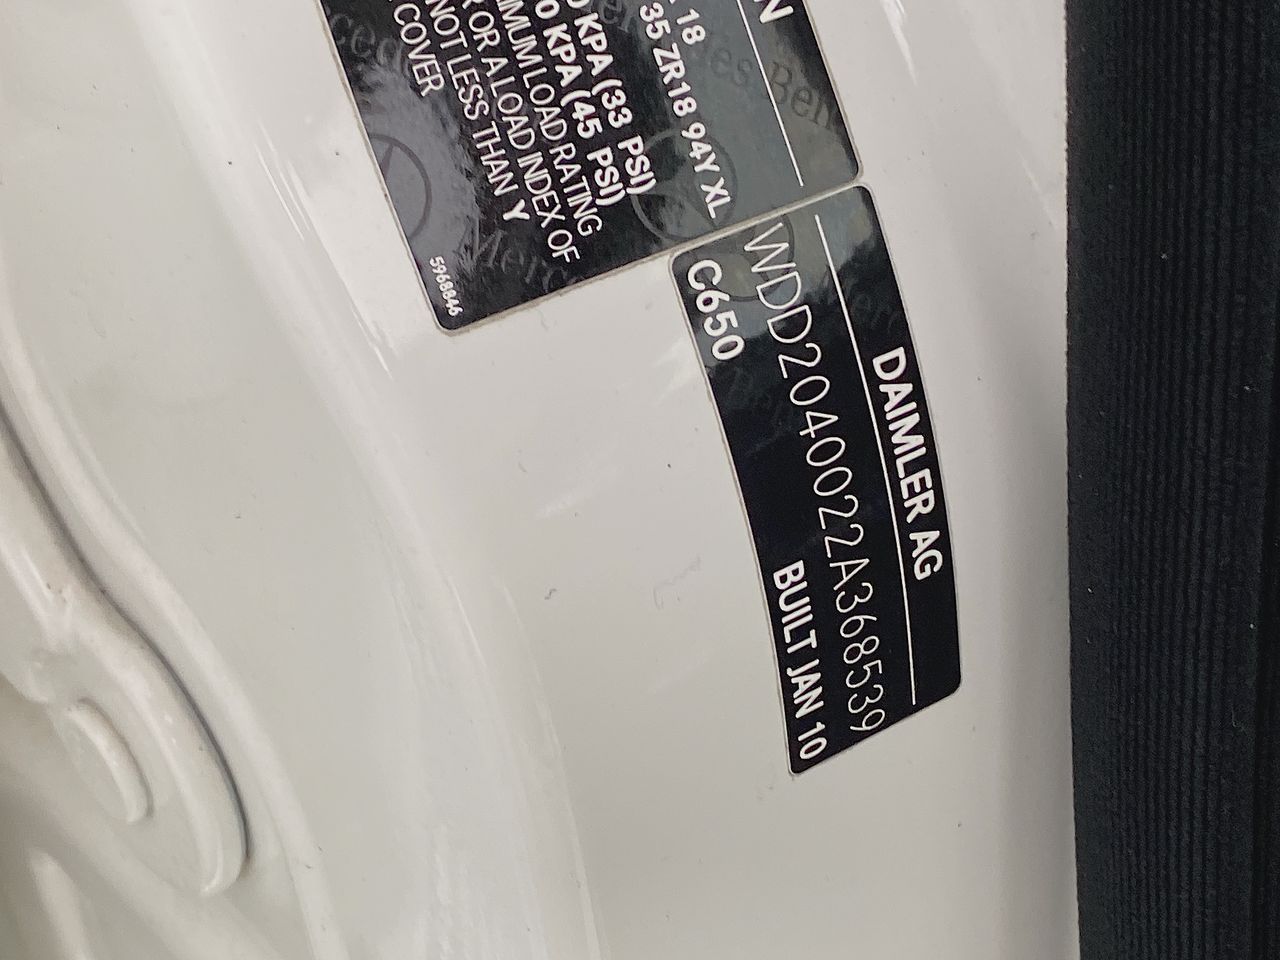 N
18
35 ZR18 94Y XL
0 KPA (33 PSI)
0 KPA (45 PSI)
LOAD RATING
OR A LOAD INDEX OF
NOT LESS THAN Y
COVER
5968846
DAIMLER AG
WDD2040022A368539
C650 BUILT JAN 10